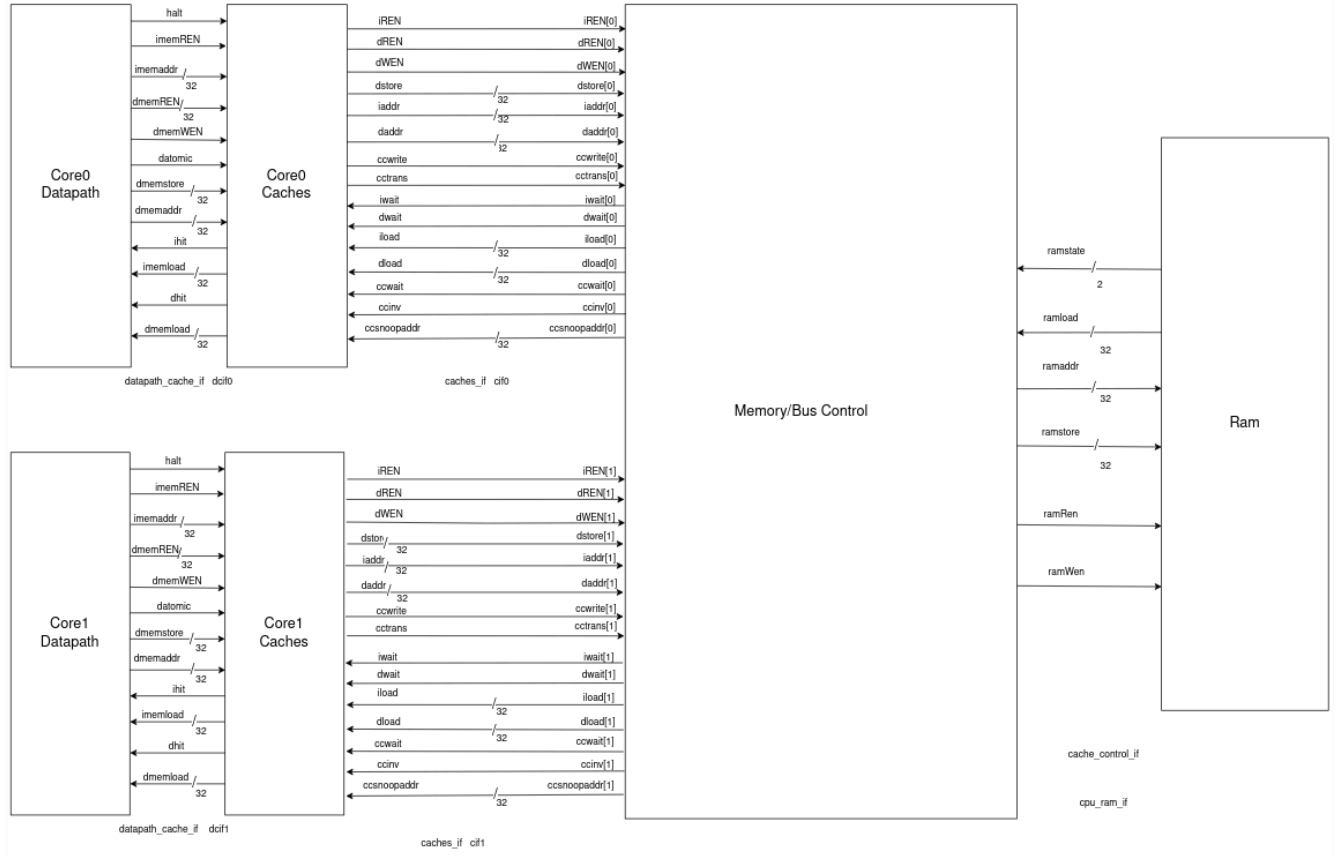 halt
imemREN
imemaddr
32
dmemREN
32
dmemWEN
datomic
dmemstore
32
dmemaddr
32
ihit
imemload
32
dhit
dmemload
32
Core0
Datapath
Core0
Caches
iREN
iREN[0]
dREN
dREN[0]
dWEN
dWEN[0]
dstore
32
dstore[0]
iaddr
32
iaddr[0]
daddr
32
daddr[0]
ccwrite
ccwrite[0]
cctrans
cctrans[0]
iwait
iwait[0]
dwait
dwait[0]
iload
32
iload[0]
dload
32
dload[0]
ccwait
ccwait[0]
ccinv
ccinv[0]
ccsnoopaddr
32
ccsnoopaddr[0]
datapath_cache_if dcif0
caches_if cif0
Memory/Bus Control
ramstate
2
ramload
32
ramaddr
32
ramstore
32
ramRen
ramWen
Ram
halt
imemREN
imemaddr
32
dmemREN
32
dmemWEN
datomic
dmemstore
32
dmemaddr
32
ihit
imemload
32
dhit
dmemload
32
Core1
Datapath
Core1
Caches
iREN
iREN[1]
dREN
dREN[1]
dWEN
dWEN[1]
dstor
32
dstore[1]
iaddr
32
iaddr[1]
daddr
32
daddr[1]
ccwrite
ccwrite[1]
cctrans
cctrans[1]
iwait
iwait[1]
dwait
dwait[1]
iload
32
iload[1]
dload
32
dload[1]
ccwait
ccwait[1]
ccinv
ccinv[1]
ccsnoopaddr
32
ccsnoopaddr[1]
datapath_cache_if dcif1
caches_if cif1
cache_control_if
cpu_ram_if